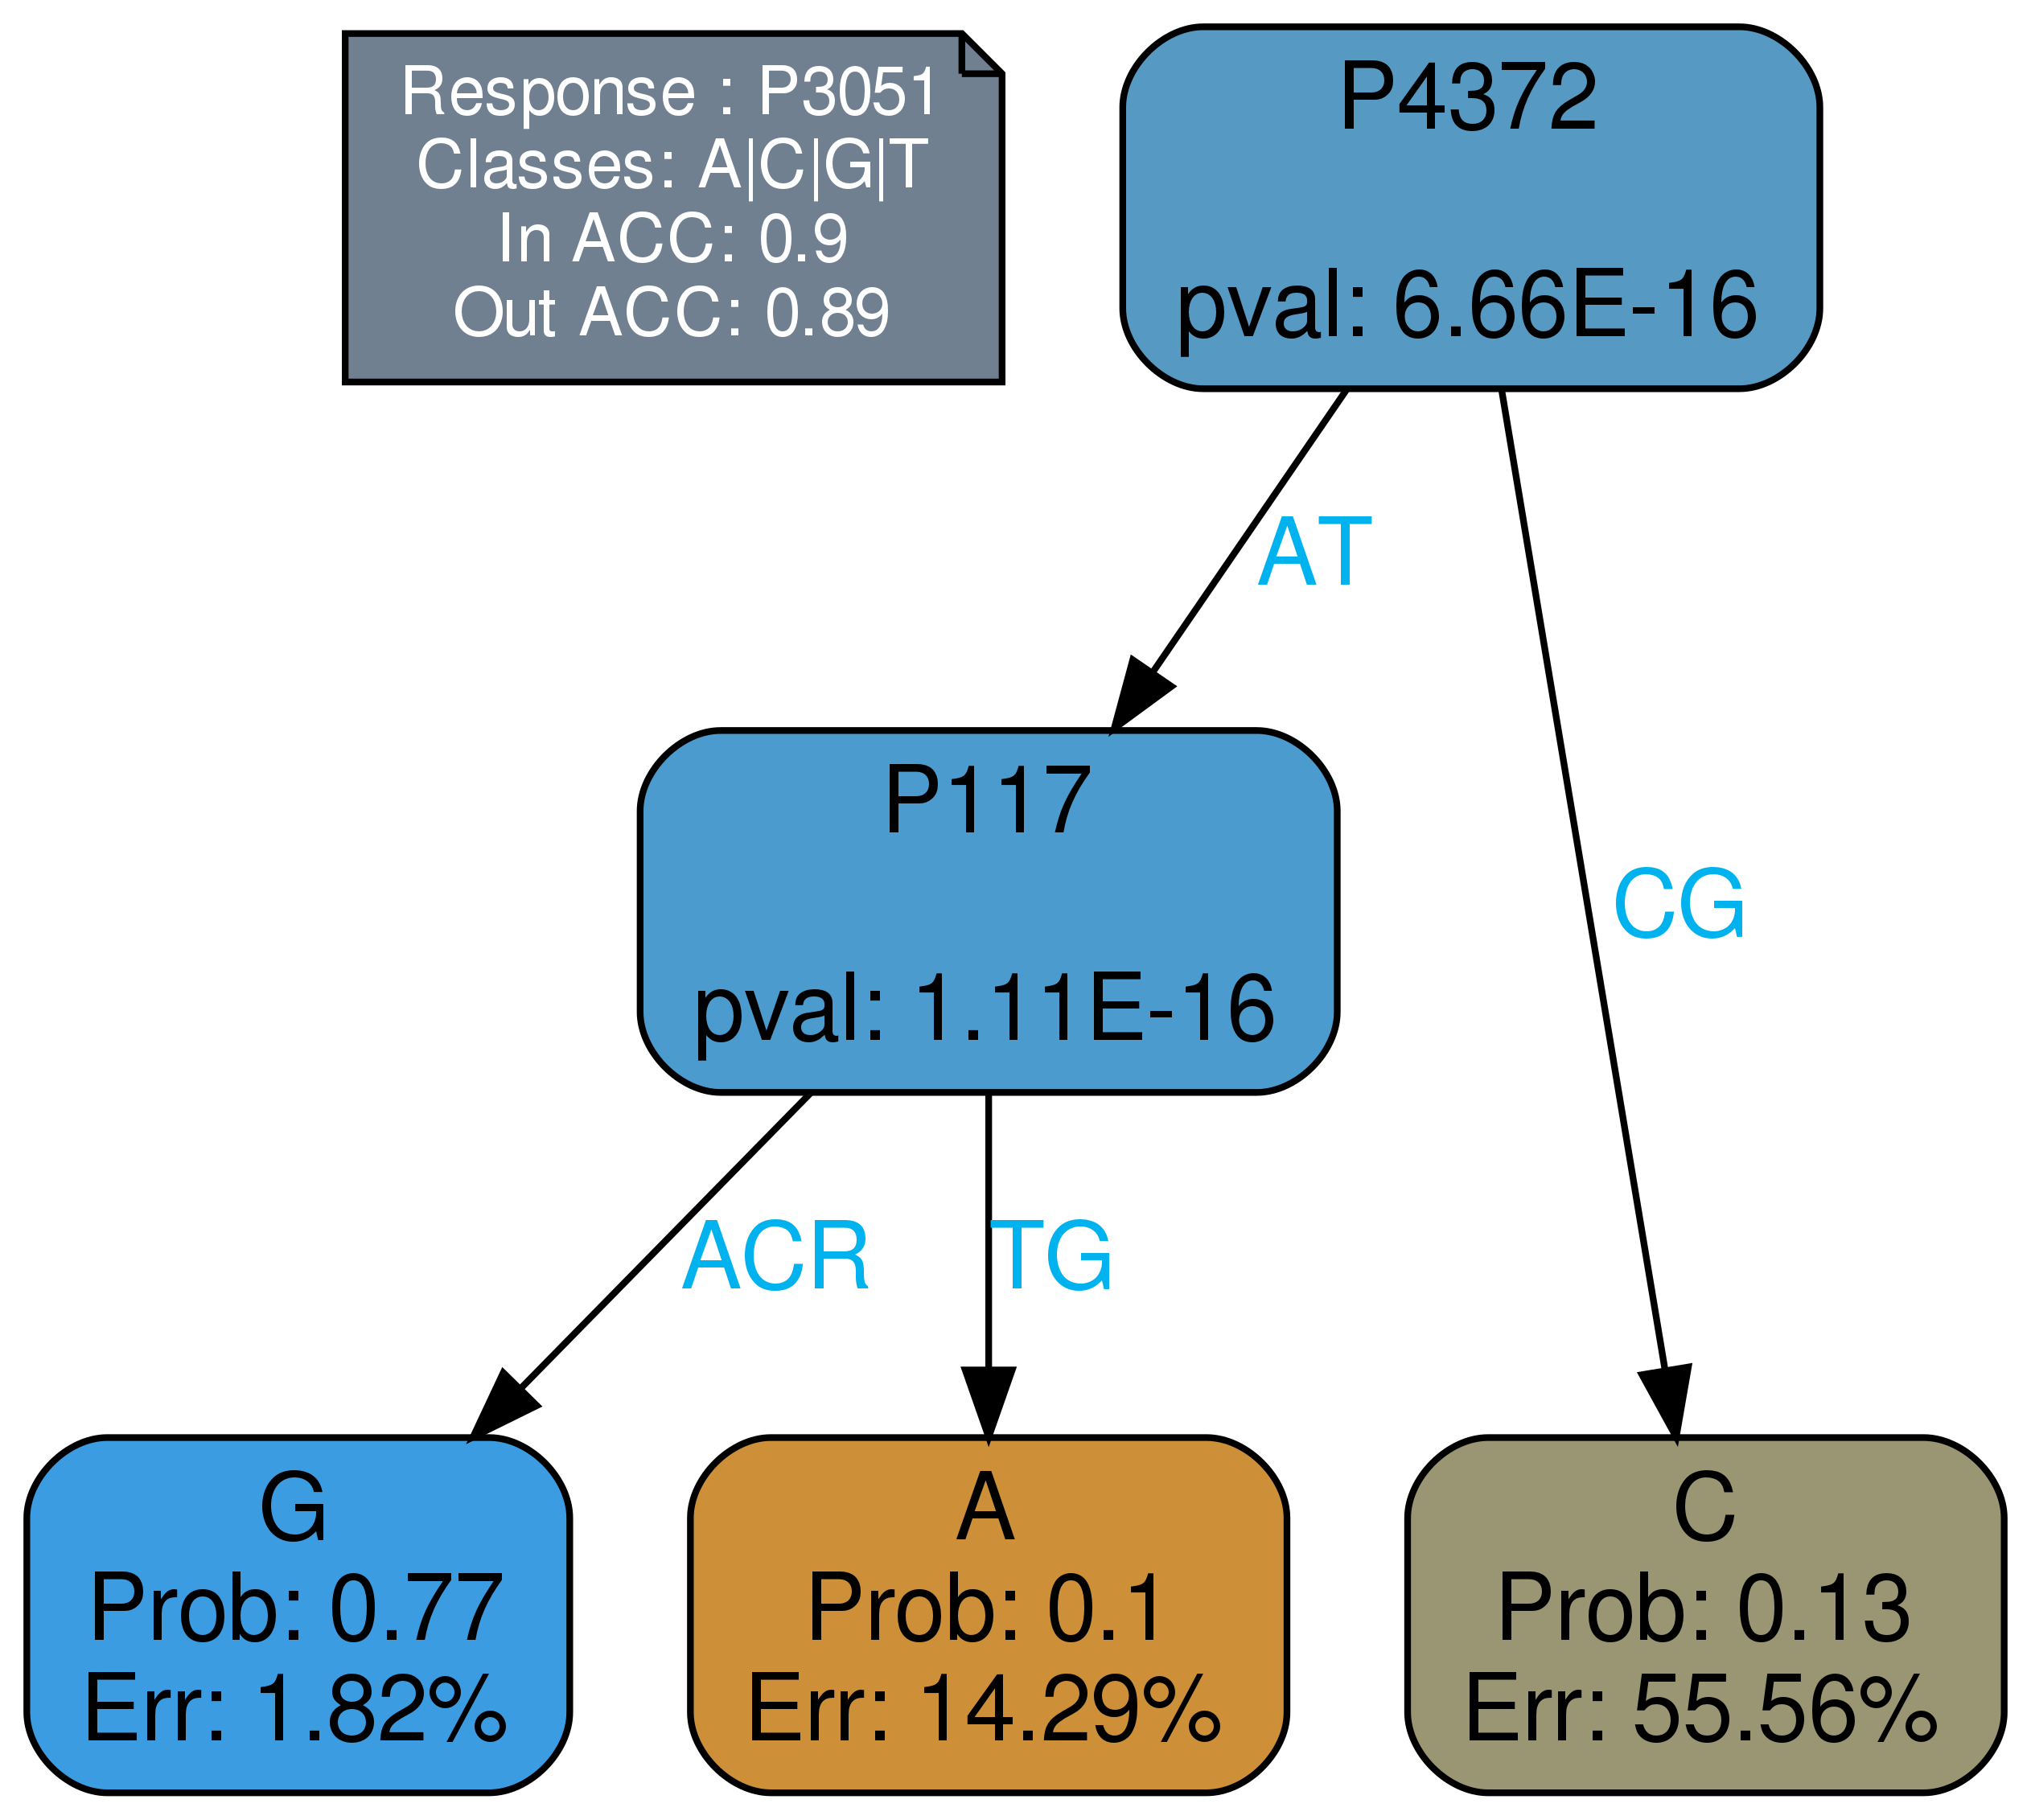 Response : P3051
Classes: A|C|G|T
In ACC: 0.9
Out ACC: 0.89
P4372
pval: 6.66E-16
AT
P117
pval: 1.11E-16
CG
ACR
TG
G
Prob: 0.77
Err: 1.82%
A
Prob: 0.1
Err: 14.29%
C
Prob: 0.13
Err: 55.56%